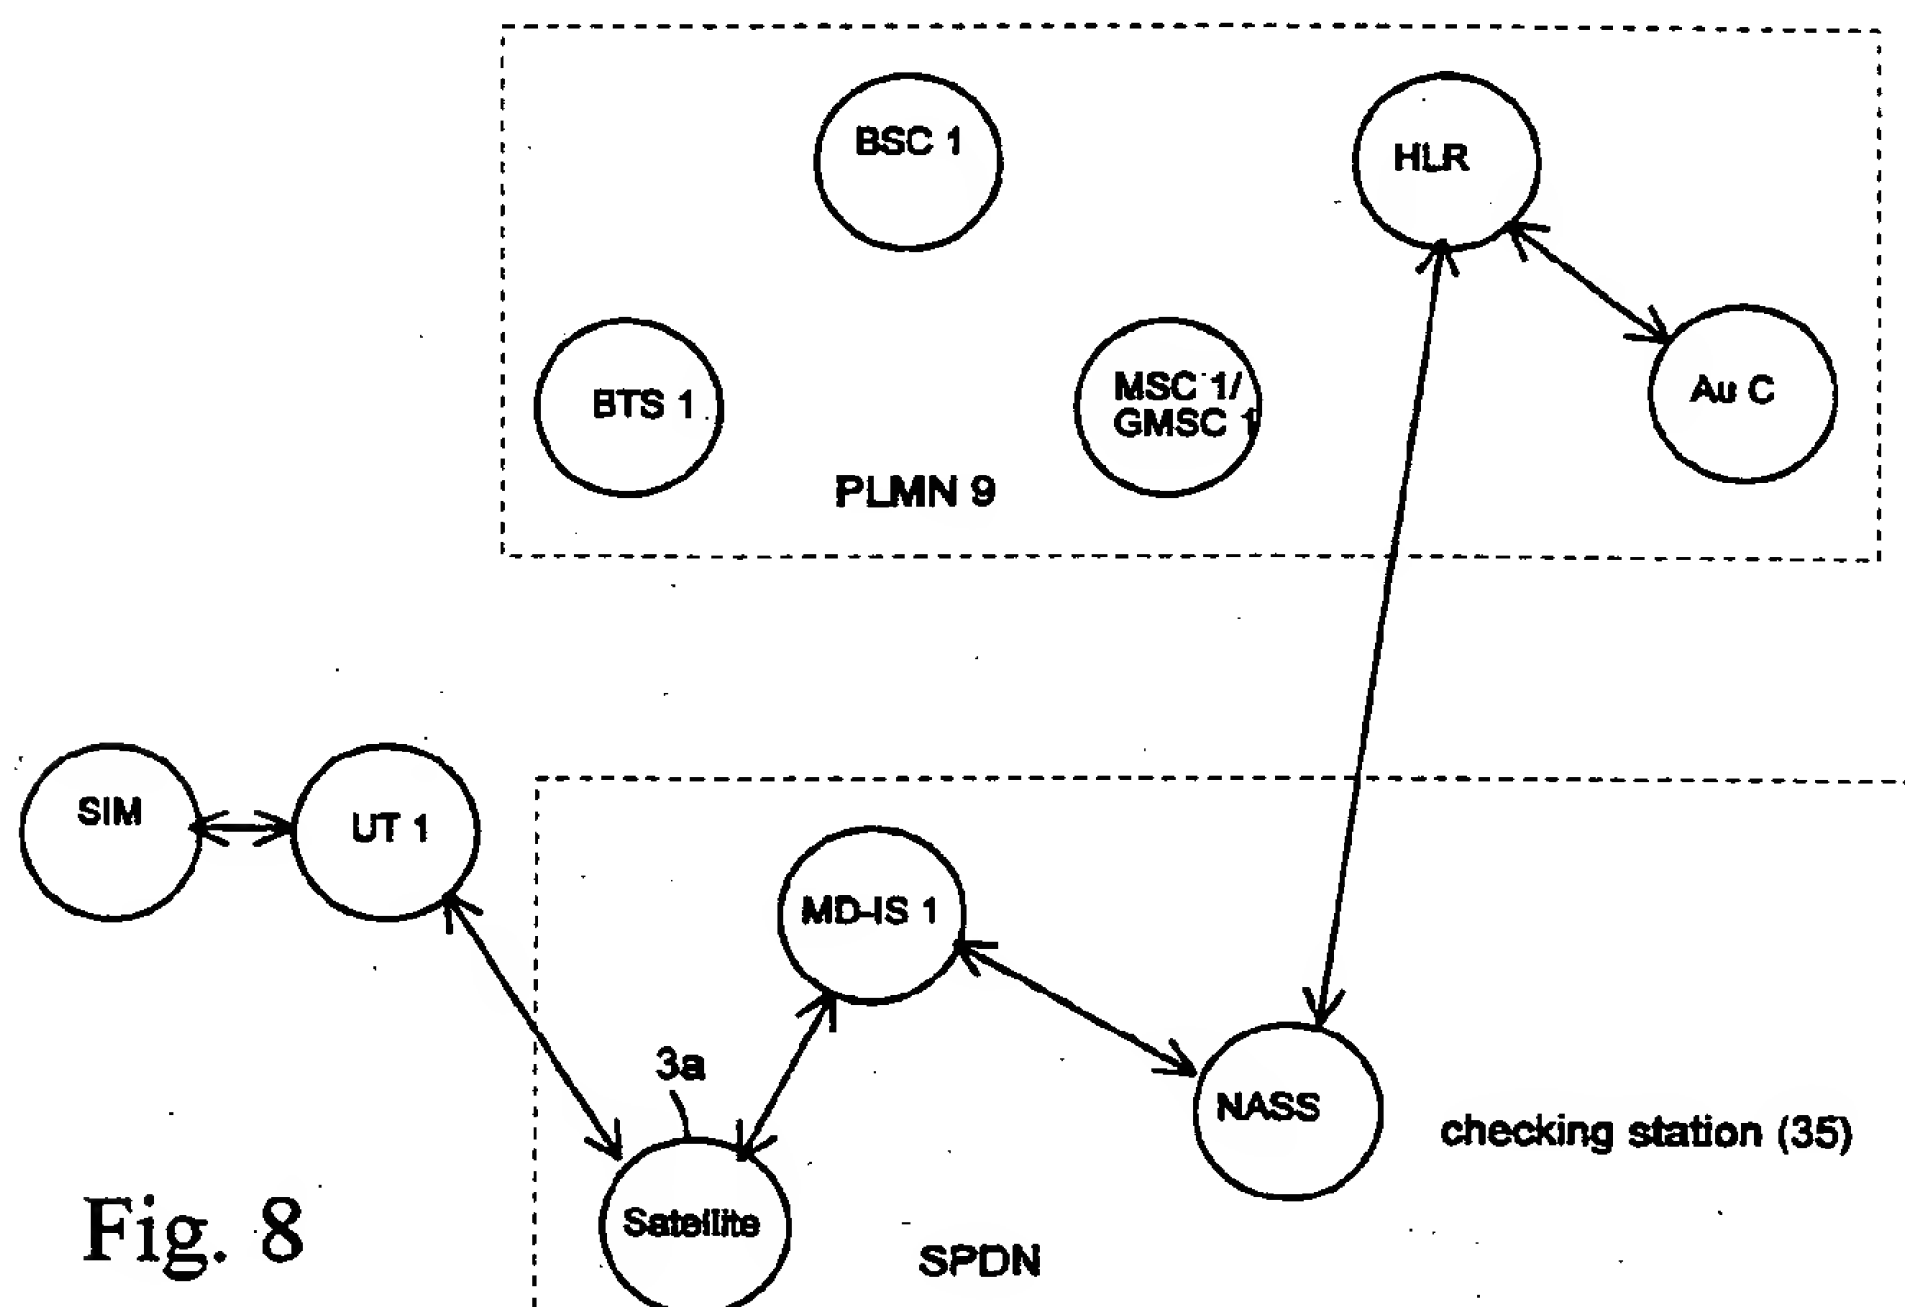 BSC 1
HLR
BTS 1
MSC 1/
GMSC 1
Au C
PLMN 9
SIM
UT 1
MD-IS 1
3a
NASS
checking station (35)
Satellite
SPDN
Fig. 8